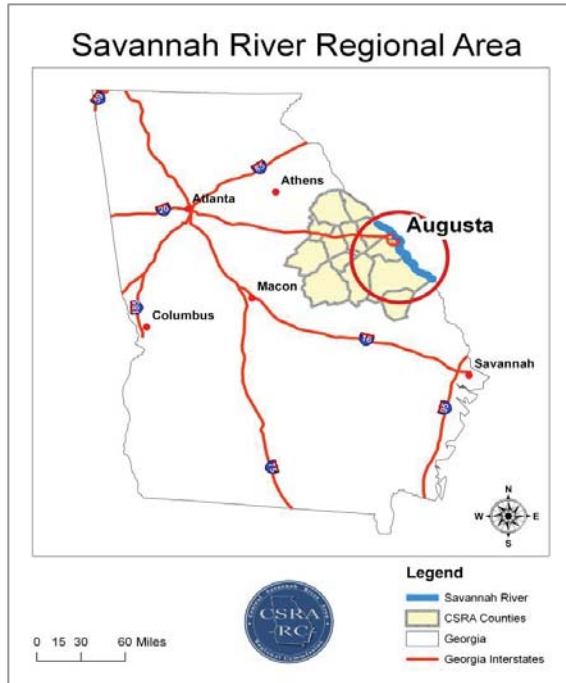 Savannah River Regional Area
85
Athens
Atlanta
20
Augusta
Macon
Columbus
16
Savannah
95
75
N
W E
S
Legend
Savannah River
CSRA Counties
Georgia
Georgia Interstates
CSRA
RC
0 15 30 60 Miles